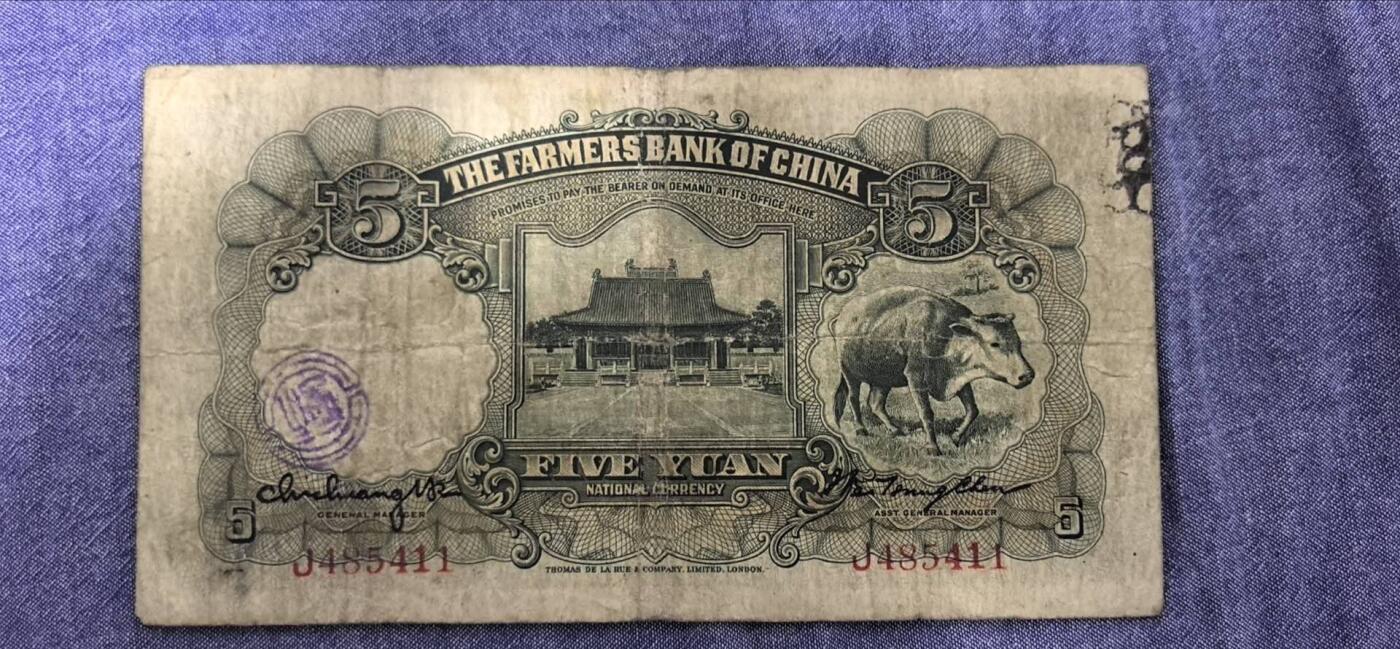 THE FARMERS BANK OF CHINA
PROMISES TO PAY THE BEARER ON DEMAND AT ITS OFFICE HERE
5 5
FIVE YUAN
NATIONAL CURRENCY
GENERAL MANAGER
ASST. GENERAL MANAGER
5 5
J485411 J485411
THOMAS DE LA RUE & COMPANY, LIMITED, LONDON.